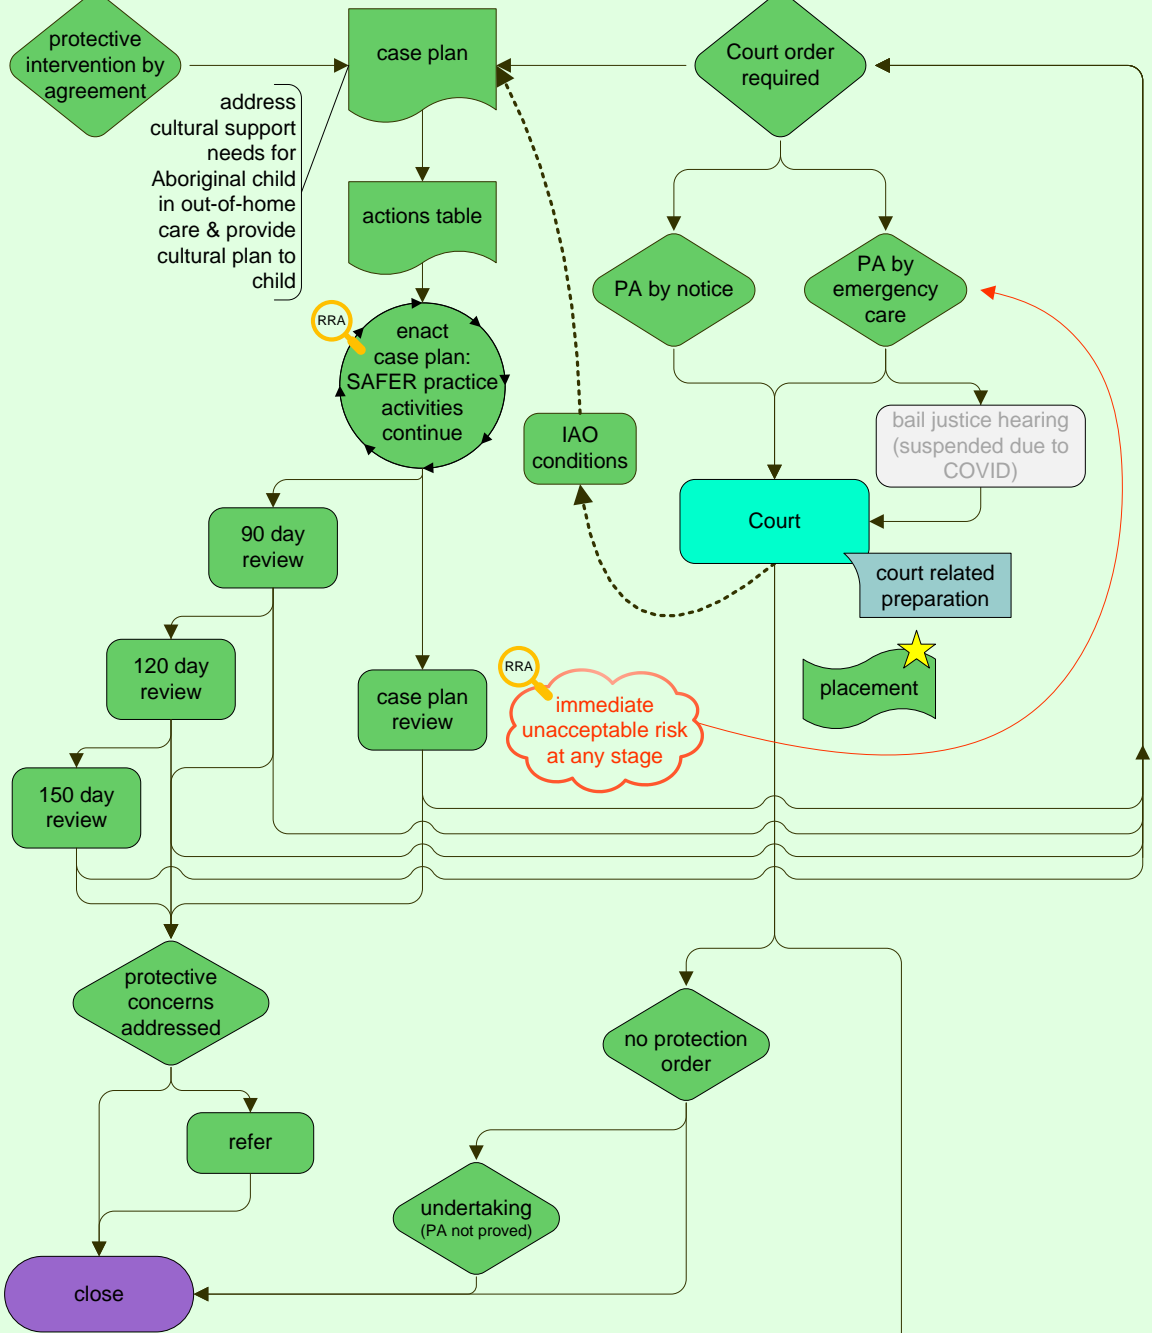 protective
intervention by
agreement
case plan
Court order
required
address
cultural support
needs for
Aboriginal child
in out-of-home
care & provide
cultural plan to
child
actions table
PA by notice
PA by
emergency
care
RRA
enact
case plan:
SAFER practice
activities
continue
IAO
conditions
bail justice hearing
(suspended due to
COVID)
Court
90 day
review
court related
preparation
120 day
review
case plan
review
RRA
immediate
unacceptable risk
at any stage
placement
150 day
review
protective
concerns
addressed
no protection
order
refer
undertaking
(PA not proved)
close